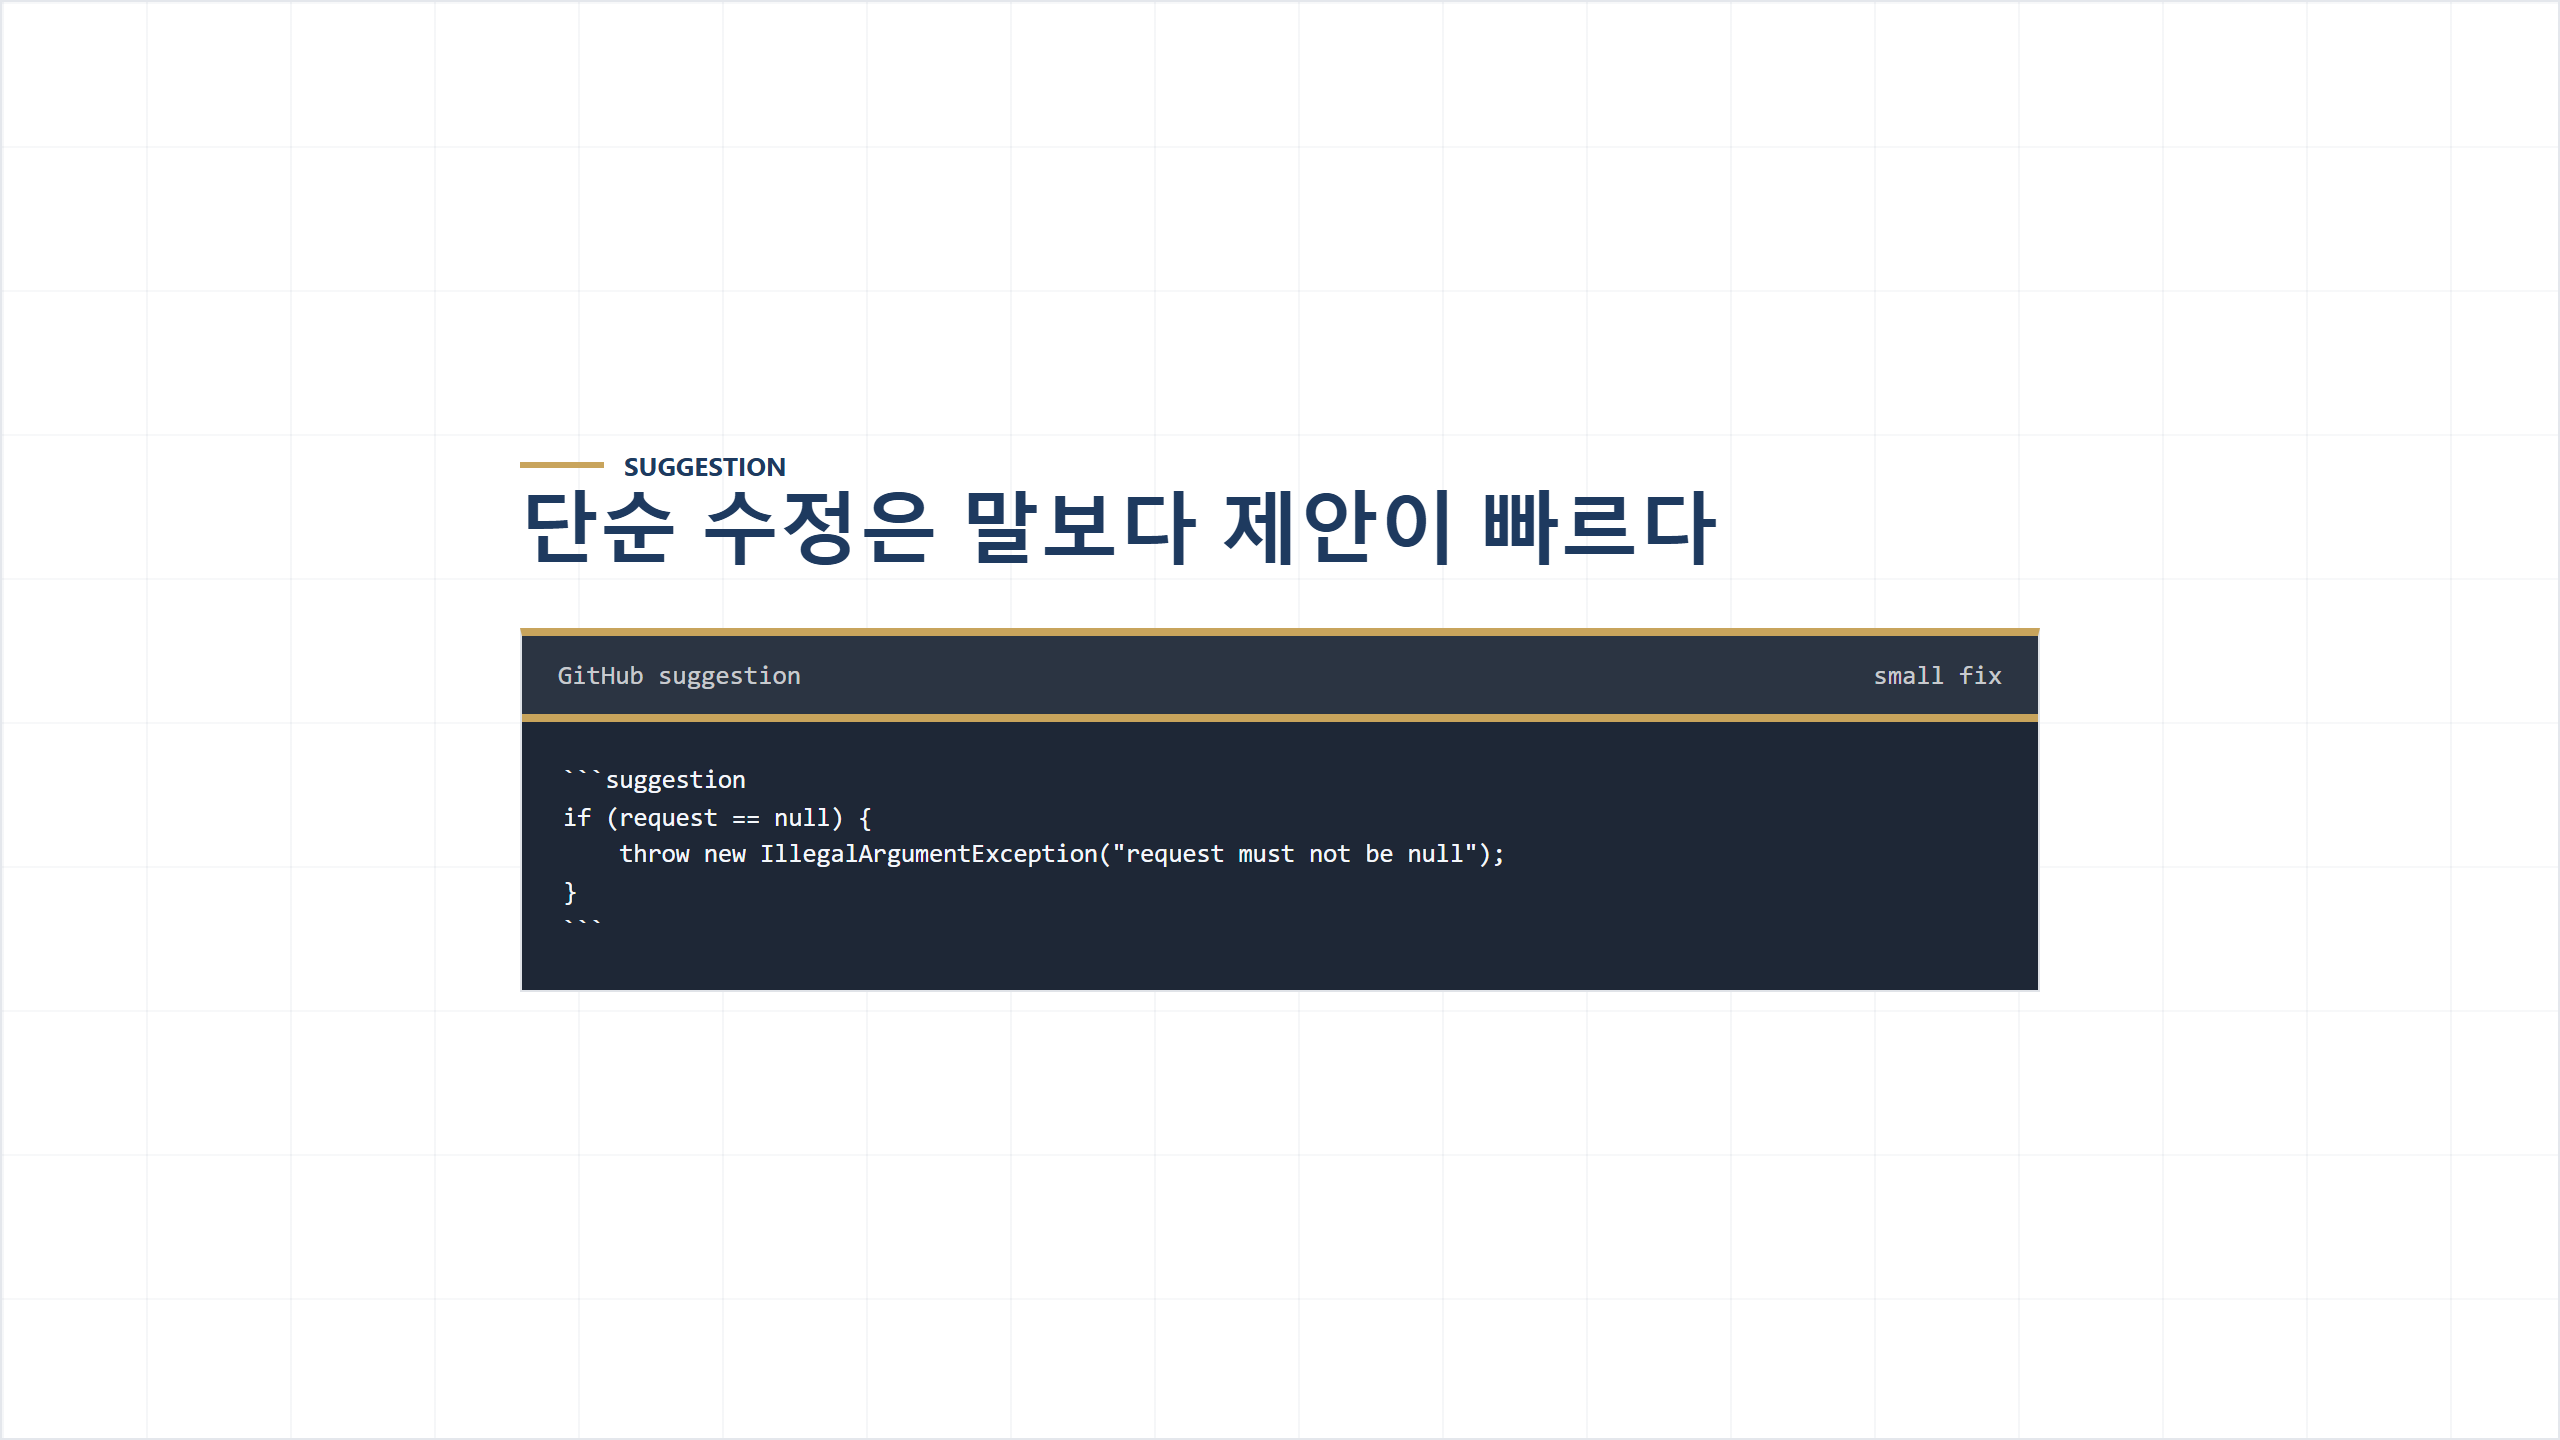 SUGGESTION
단순 수정은 말보다 제안이 빠르다
GitHub suggestion
small fix
```suggestion
if (request == null) {
    throw new IllegalArgumentException("request must not be null");
}
```